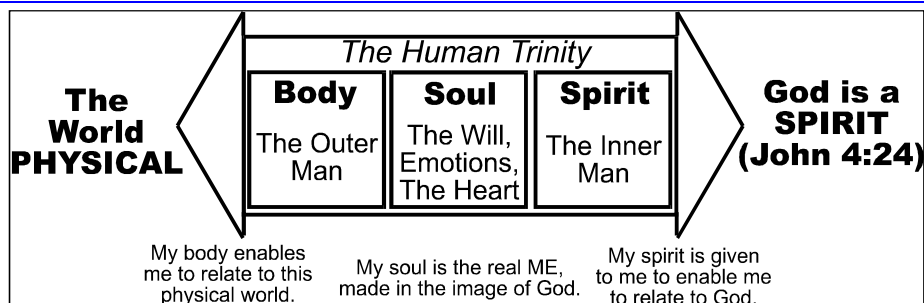 The Human Trinity
The
World
PHYSICAL
Body
The Outer
Man
Soul
The Will,
Emotions,
The Heart
Spirit
The Inner
Man
God is a
SPIRIT
(John 4:24)
My body enables
me to relate to this
physical world.
My soul is the real ME,
made in the image of God.
My spirit is given
to me to enable me
to relate to God.